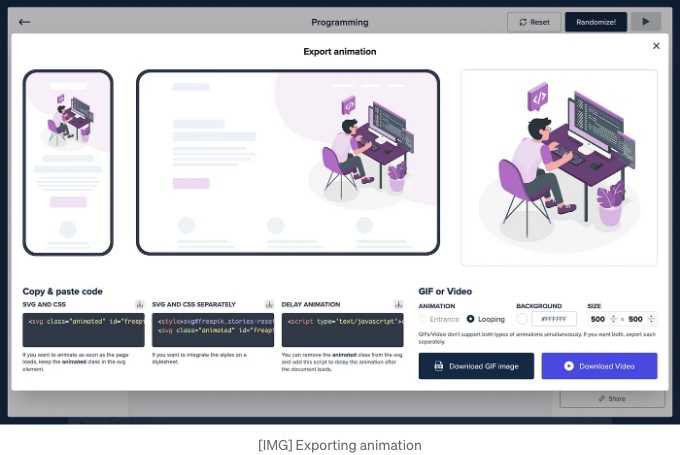 Programming
Reset
Randomize!
Export animation
Copy & paste code
SVG AND CSS
<svg class="animated" id="freep
If you want to animate as soon as the page
loads, keep the animated class in the svg
element.
SVG AND CSS SEPARATELY
<style>svg#freepik_stories-rese
<svg class="animated" id="freep
If you want to integrate the styles on a
stylesheet.
DELAY ANIMATION
<script type="text/javascript">
You can remove the animated class from the svg
and add this script to delay the animation after
the document loads.
GIF or Video
ANIMATION
Entrance
Looping
BACKGROUND
#FFFFFF
SIZE
500 x 500
GIFs/Video don't support both types of animations simultaneously. If you want both, export each
separately.
Download GIF image
Download Video
Share
[IMG] Exporting animation